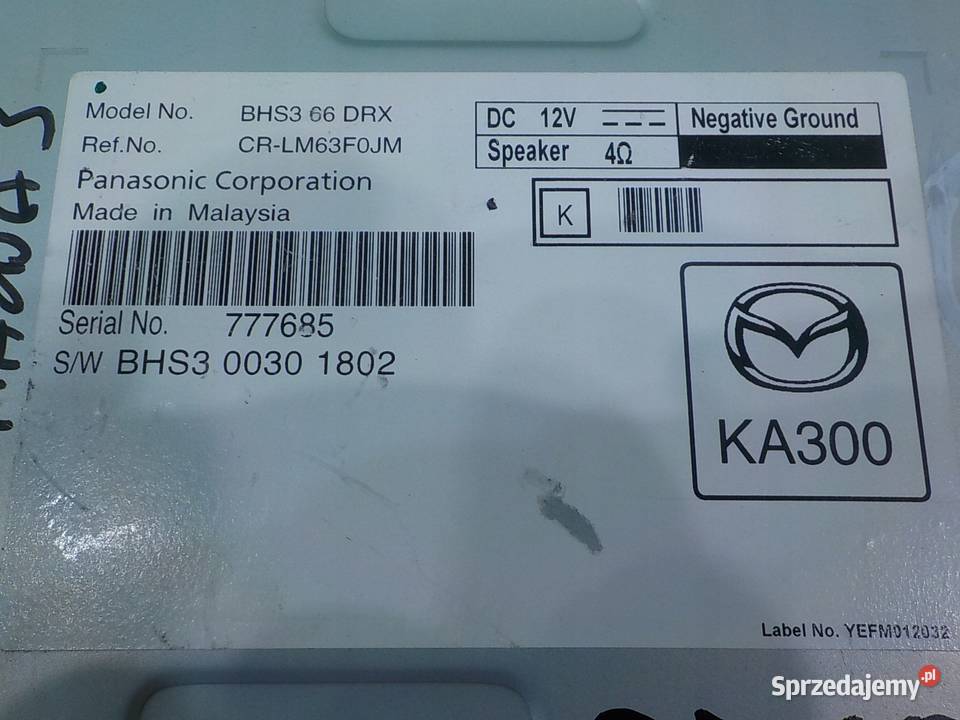 Model No. BHS3 66 DRX
Ref.No. CR-LM63F0JM
Panasonic Corporation
Made in Malaysia
Serial No. 777685
S/W BHS3 0030 1802
DC 12V Negative Ground
Speaker 4Ω
K
KA300
Label No. YEFM012032
Sprzedajemy.pl